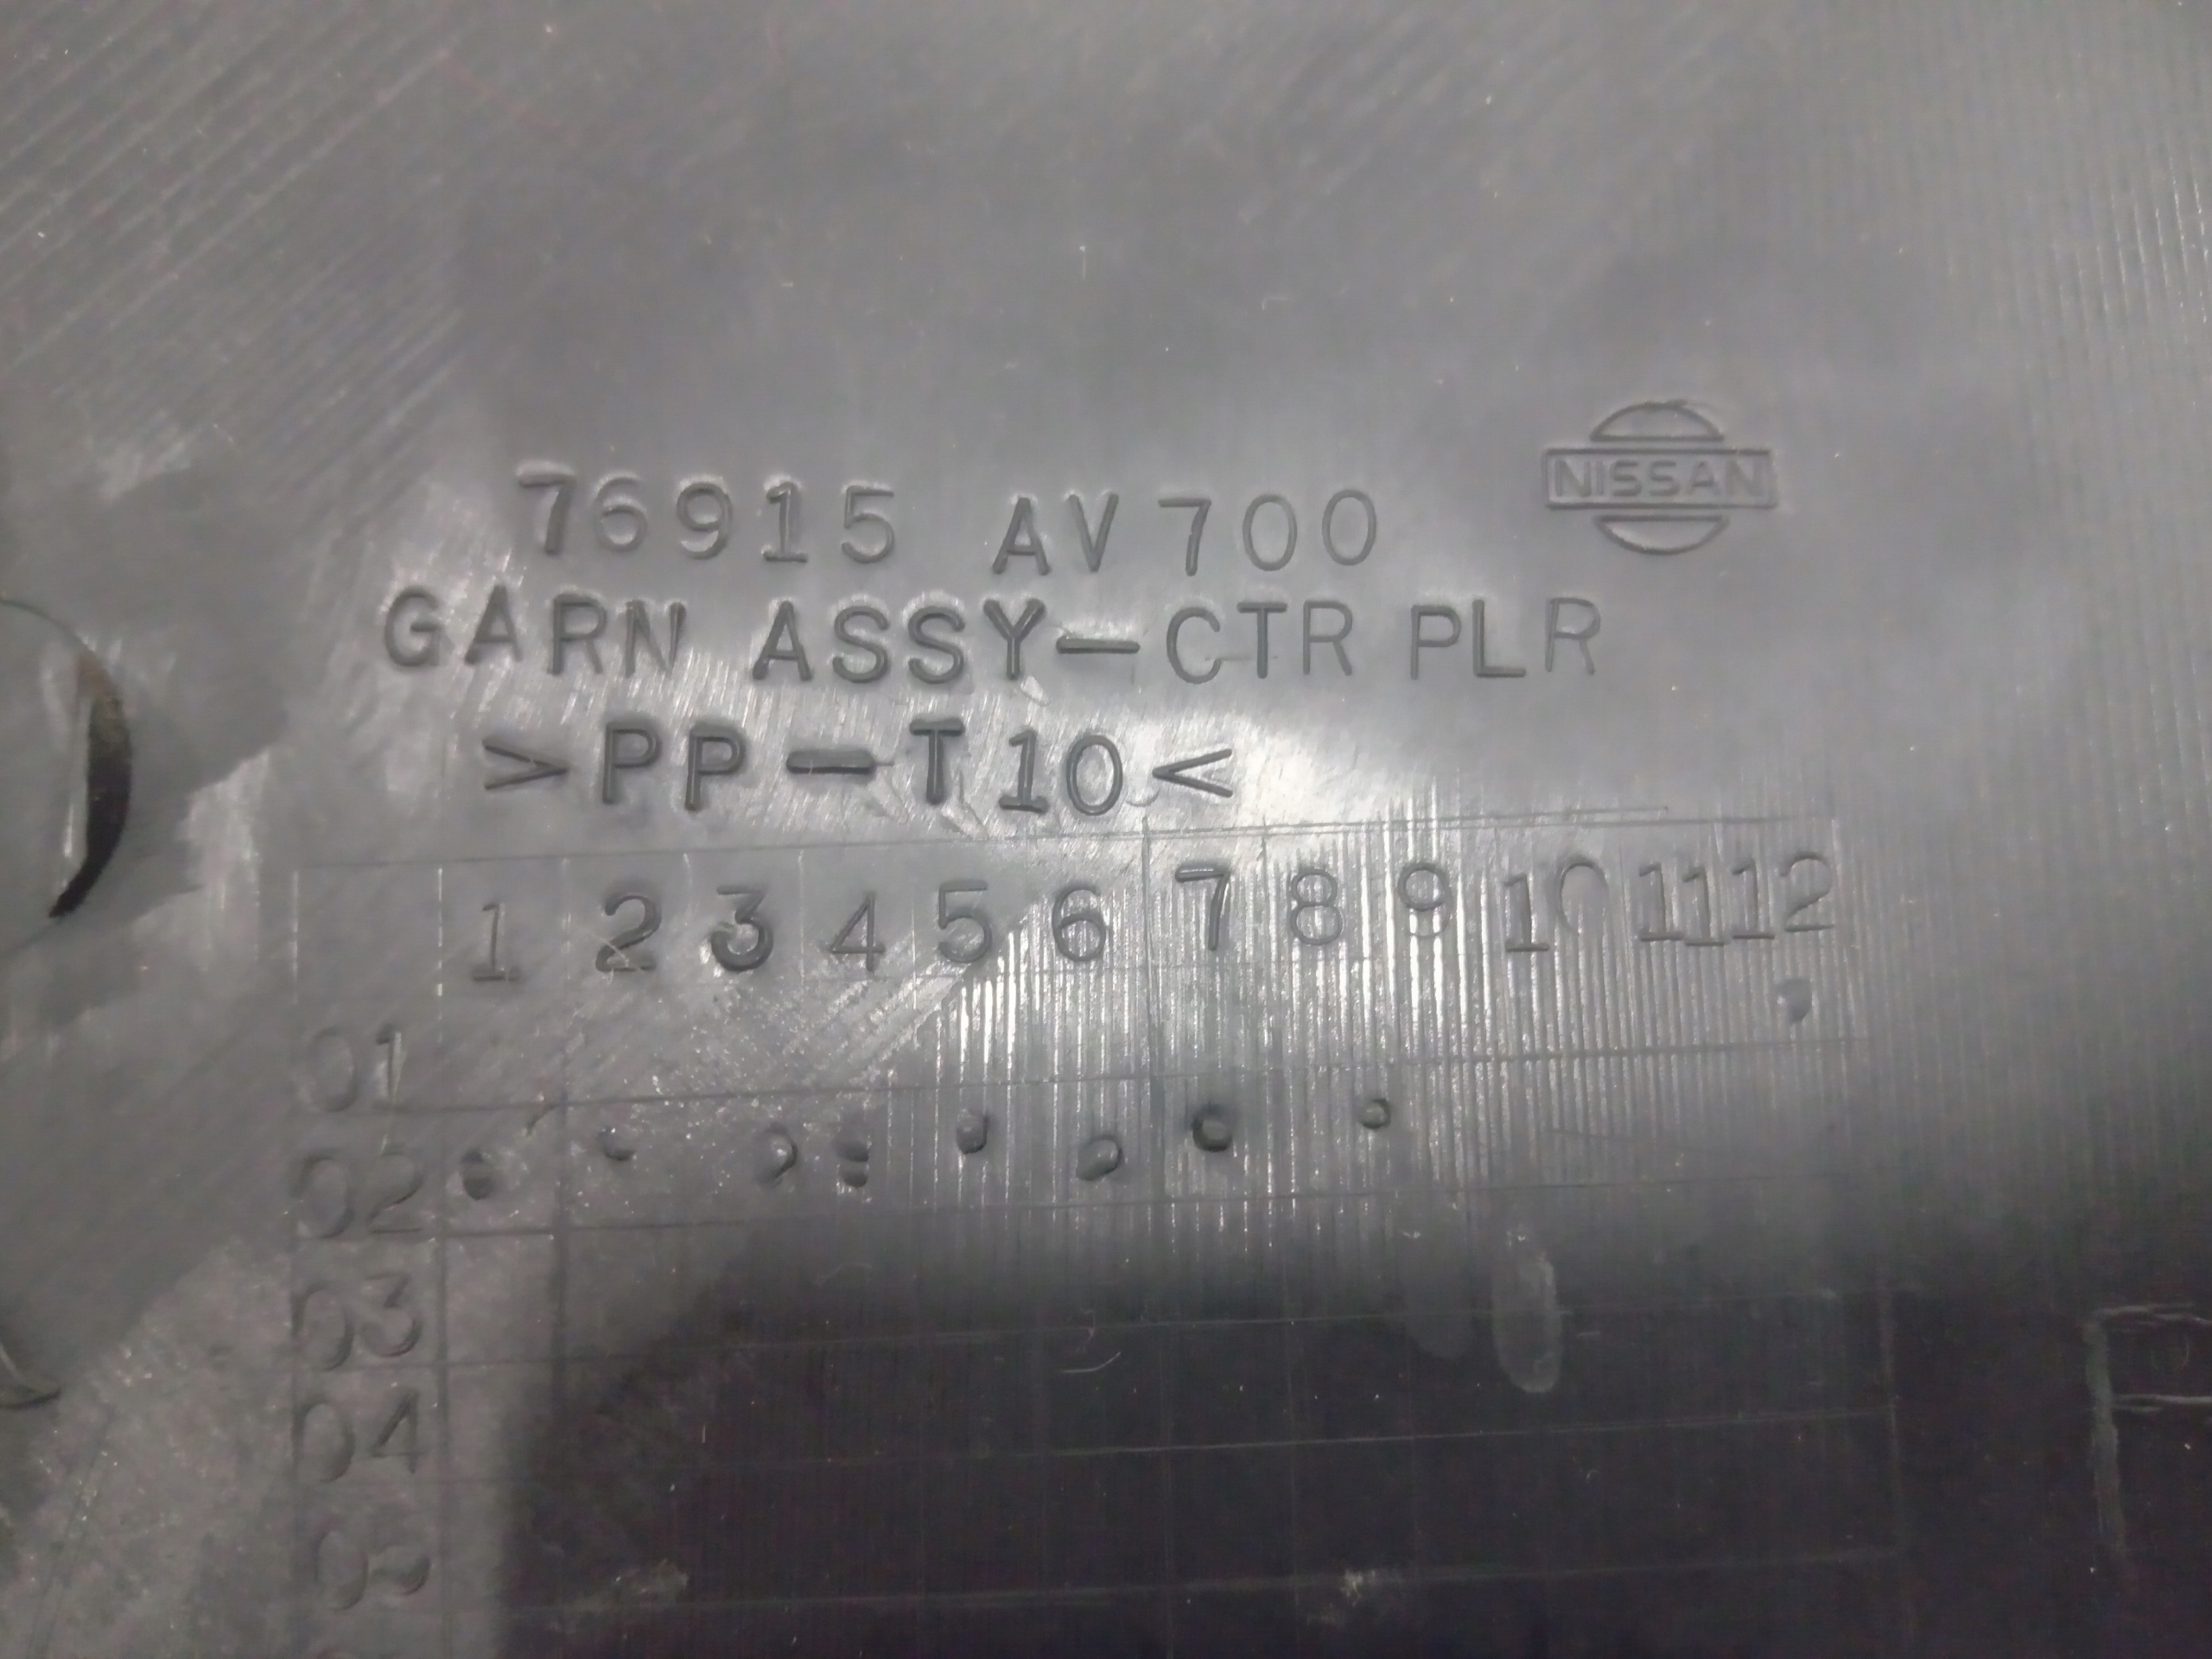 NISSAN
76915 AV700
GARN ASSY-CTR PLR
>PP-T10<
1 2 3 4 5 6 7 8 9 10 11 12
01
02
03
04